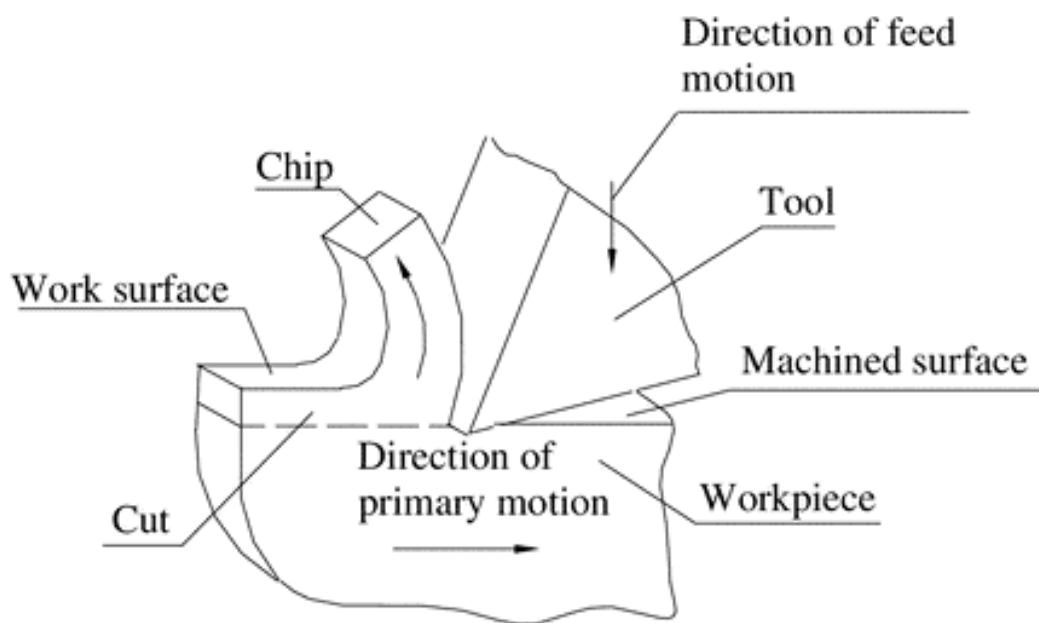 Direction of feed
motion
Chip
Tool
Work surface
Machined surface
Direction of
primary motion
Workpiece
Cut